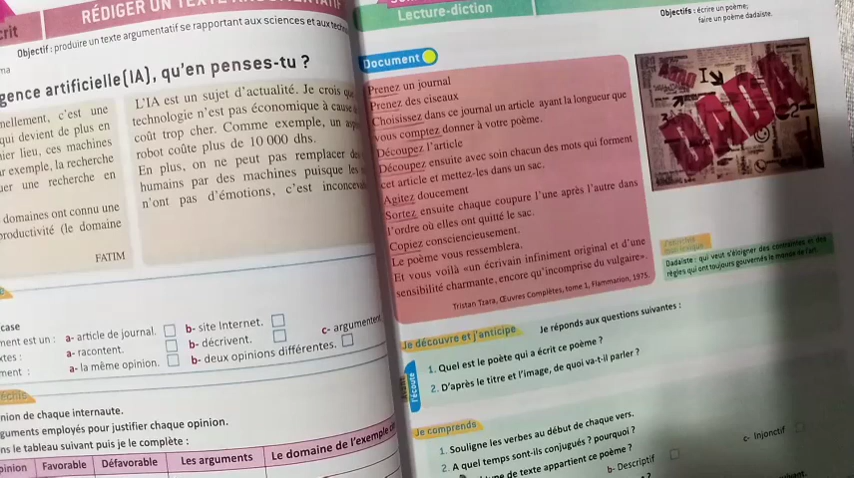 crit
RÉDIGER UN TEXTE ARGUMENTATIF
Objectif : produire un texte argumentatif se rapportant aux sciences et aux
ma
gence artificielle(IA), qu'en penses-tu ?
nellement, c'est une
qui devient de plus en
nier lieu, ces machines
r exemple, la recherche
uer une recherche en
domaines ont connu une
productivité (le domaine
FATIM
L'IA est un sujet d'actualité. Je crois
technologie n'est pas économique à cause
coût trop cher. Comme exemple, un
robot coûte plus de 10 000 dhs.
En plus, on ne peut pas remplacer
humains par des machines puisque les
n'ont pas d'émotions, c'est inconce
case
ment est un : a- article de journal. b- site Internet.
xtes : a- racontent. b- décrivent. c- argumentent
ment : a- la même opinion. b- deux opinions différentes.
nion de chaque internaute.
guments employés pour justifier chaque opinion.
ns le tableau suivant puis je le complète :
pinion Favorable Défavorable Les arguments Le domaine de l'exemple
Lecture-diction
Objectifs : écrire un poème;
faire un poème dadaïste.
Document
Prenez un journal
Prenez des ciseaux
Choisissez dans ce journal un article ayant la longueur que
vous comptez donner à votre poème.
Découpez l'article
Découpez ensuite avec soin chacun des mots qui forment
cet article et mettez-les dans un sac.
Agitez doucement
Sortez ensuite chaque coupure l'une après l'autre dans
l'ordre où elles ont quitté le sac.
Copiez consciencieusement.
Le poème vous ressemblera.
Et vous voilà «un écrivain infiniment original et d'une
sensibilité charmante, encore qu'incomprise du vulgaire».
Tristan Tzara, Œuvres Complètes, tome 1, Flammarion, 1975.
DADA
Dadaïste : qui veut s'éloigner des contraintes et des
règles qui ont toujours gouvernés le monde de l'art.
Je découvre et j'anticipe Je réponds aux questions suivantes :
Avant l'écoute
1. Quel est le poète qui a écrit ce poème ?
2. D'après le titre et l'image, de quoi va-t-il parler ?
Je comprends
1. Souligne les verbes au début de chaque vers.
2. A quel temps sont-ils conjugués ? pourquoi ?
de texte appartient ce poème ?
b- Descriptif c- Injonctif